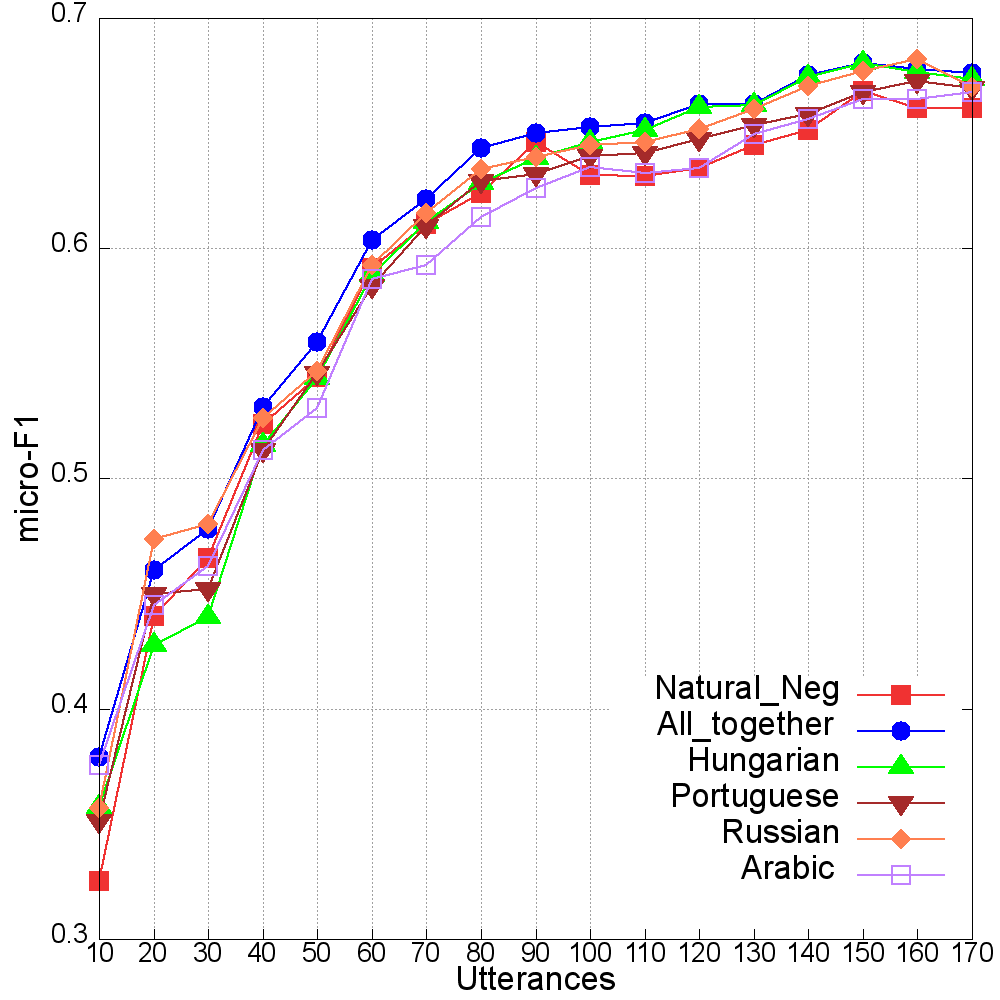 0.7
0.6
0.5
0.4
0.3
micro-F1
Natural_Neg
All_together
Hungarian
Portuguese
Russian
Arabic
10 20 30 40 50 60 70 80 90 100 110 120 130 140 150 160 170
Utterances